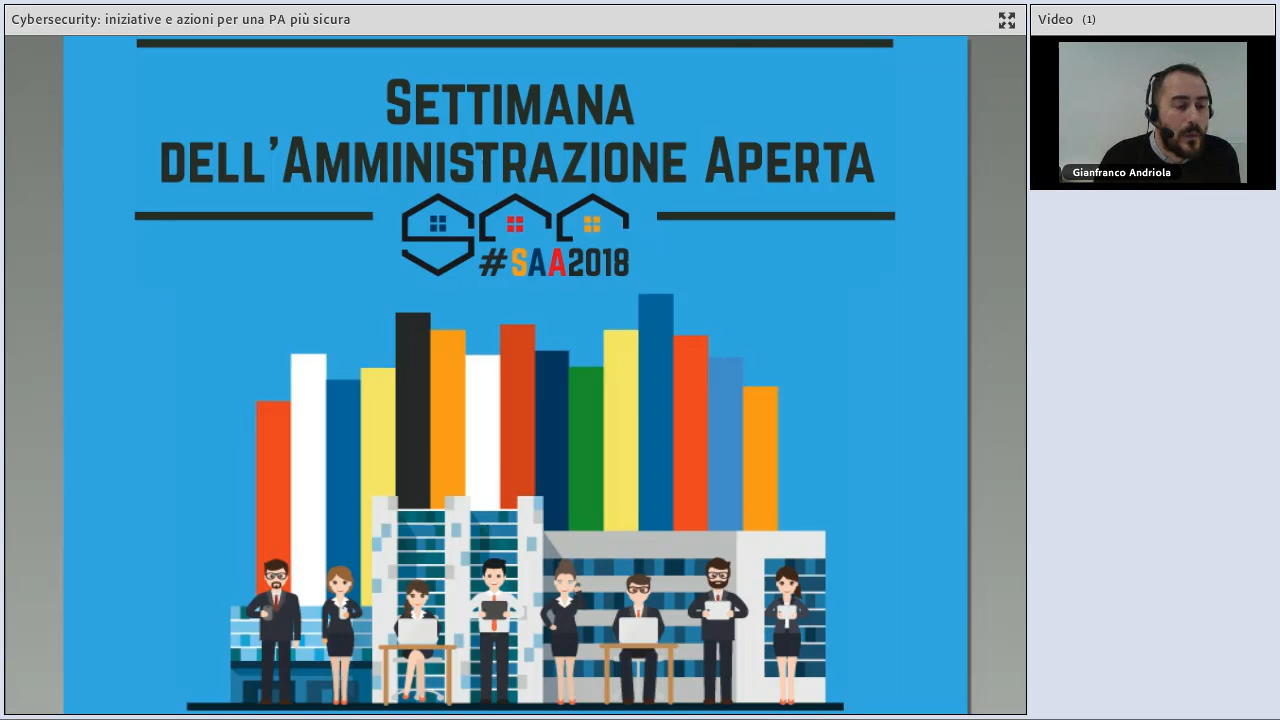 Cybersecurity: iniziative e azioni per una PA più sicura
Video (1)
Gianfranco Andriola
Settimana
dell'Amministrazione Aperta
#SAA2018